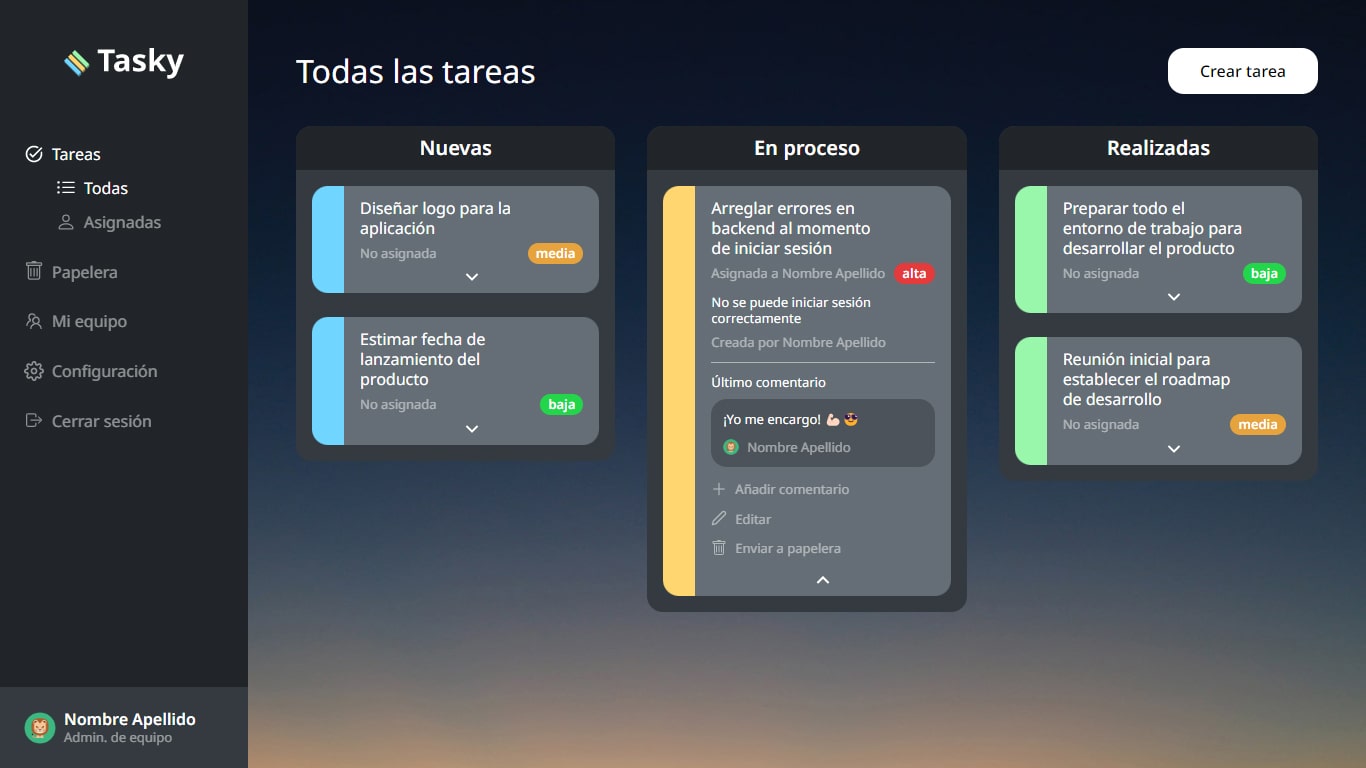 Tasky
Tareas
Todas
Asignadas
Papelera
Mi equipo
Configuración
Cerrar sesión
Nombre Apellido
Admin. de equipo
Todas las tareas
Crear tarea
Nuevas
Diseñar logo para la
aplicación
No asignada
media
Estimar fecha de
lanzamiento del
producto
No asignada
baja
En proceso
Arreglar errores en
backend al momento
de iniciar sesión
Asignada a Nombre Apellido
alta
No se puede iniciar sesión
correctamente
Creada por Nombre Apellido
Último comentario
¡Yo me encargo! 💪🏻 😎
Nombre Apellido
Añadir comentario
Editar
Enviar a papelera
Realizadas
Preparar todo el
entorno de trabajo para
desarrollar el producto
No asignada
baja
Reunión inicial para
establecer el roadmap
de desarrollo
No asignada
media